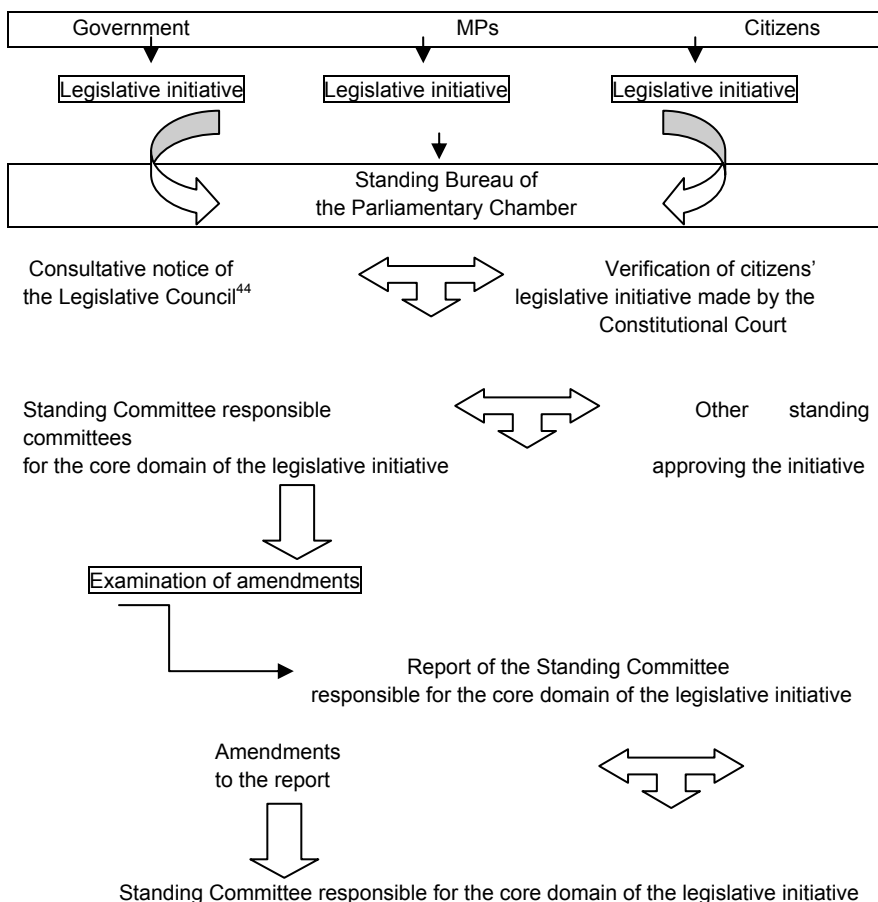 Government MPs Citizens
Legislative initiative Legislative initiative Legislative initiative
Standing Bureau of
the Parliamentary Chamber
Consultative notice of
the Legislative Council44
Verification of citizens’
legislative initiative made by the
Constitutional Court
Standing Committee responsible Other standing
committees
for the core domain of the legislative initiative approving the initiative
Examination of amendments
Report of the Standing Committee
responsible for the core domain of the legislative initiative
Amendments
to the report
Standing Committee responsible for the core domain of the legislative initiative